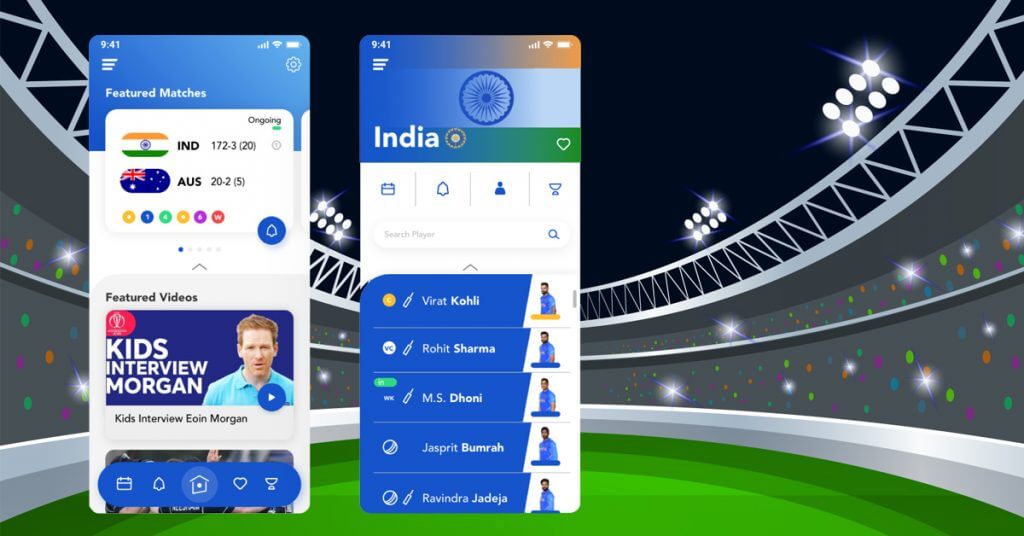 9:41
Featured Matches
Ongoing
IND 172-3 (20)
AUS 20-2 (5)
1 4 6 W
Featured Videos
KIDS
INTERVIEW
MORGAN
Kids Interview Eoin Morgan
9:41
India
Search Player
C Virat Kohli
VC Rohit Sharma
in
WK M.S. Dhoni
Jasprit Bumrah
Ravindra Jadeja